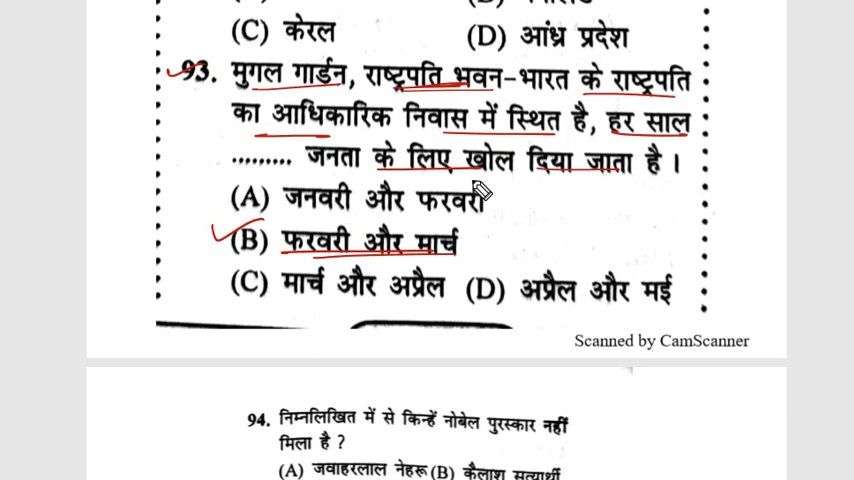 (C) केरल (D) आंध्र प्रदेश
93. मुगल गार्डन, राष्ट्रपति भवन-भारत के राष्ट्रपति
का आधिकारिक निवास में स्थित है, हर साल
......... जनता के लिए खोल दिया जाता है ।
(A) जनवरी और फरवरी
(B) फरवरी और मार्च
(C) मार्च और अप्रैल (D) अप्रैल और मई
Scanned by CamScanner
94. निम्नलिखित में से किन्हें नोबेल पुरस्कार नहीं
मिला है ?
(A) जवाहरलाल नेहरू (B) कैलाश सत्यार्थी